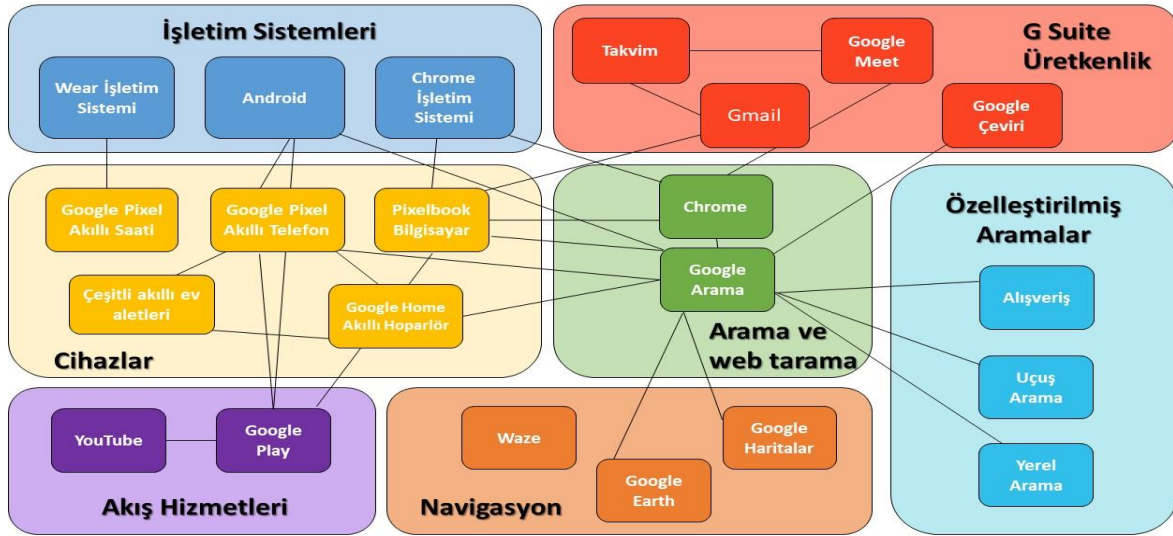 İşletim Sistemleri
Wear İşletim
Sistemi
Android
Chrome
İşletim
Sistemi
G Suite
Üretkenlik
Takvim
Google
Meet
Gmail
Google
Çeviri
Google Pixel
Akıllı Saati
Google Pixel
Akıllı Telefon
Pixelbook
Bilgisayar
Çeşitli akıllı ev
aletleri
Google Home
Akıllı Hoparlör
Cihazlar
Chrome
Google
Arama
Arama ve
web tarama
Özelleştirilmiş
Aramalar
Alışveriş
Uçuş
Arama
Yerel
Arama
YouTube
Google
Play
Akış Hizmetleri
Waze
Google
Earth
Google
Haritalar
Navigasyon